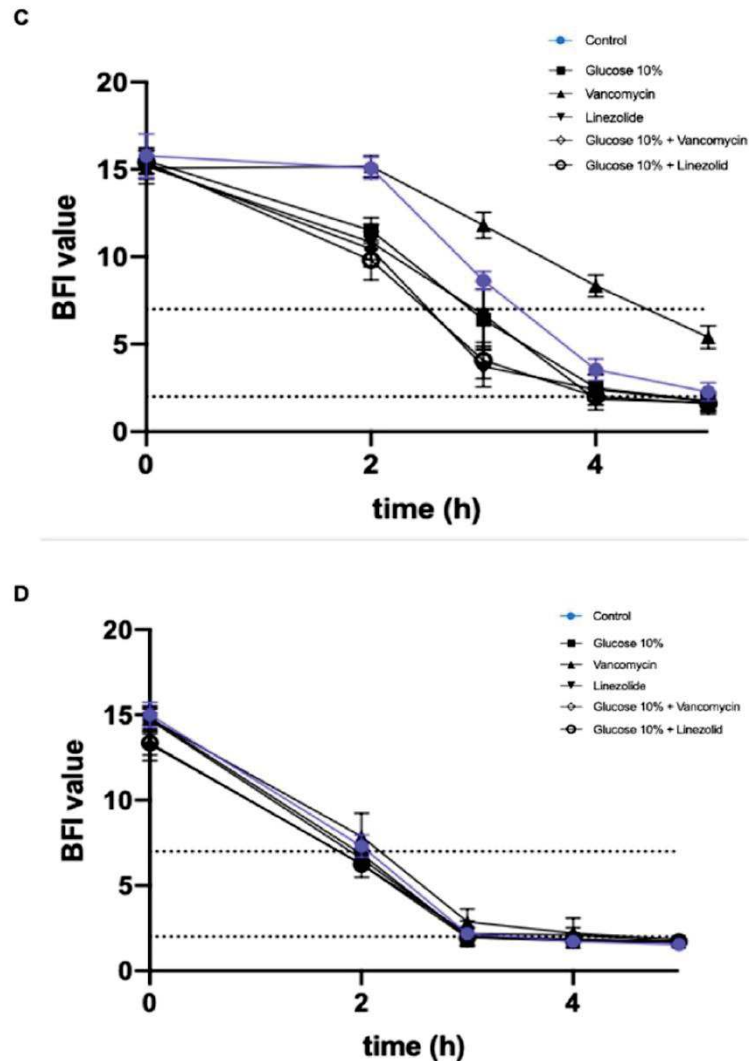 C
Control
Glucose 10%
Vancomycin
Linezolide
Glucose 10% + Vancomycin
Glucose 10% + Linezolid
20
15
10
5
0
BFI value
0 2 4
time (h)
D
Control
Glucose 10%
Vancomycin
Linezolide
Glucose 10% + Vancomycin
Glucose 10% + Linezolid
20
15
10
5
0
BFI value
0 2 4
time (h)